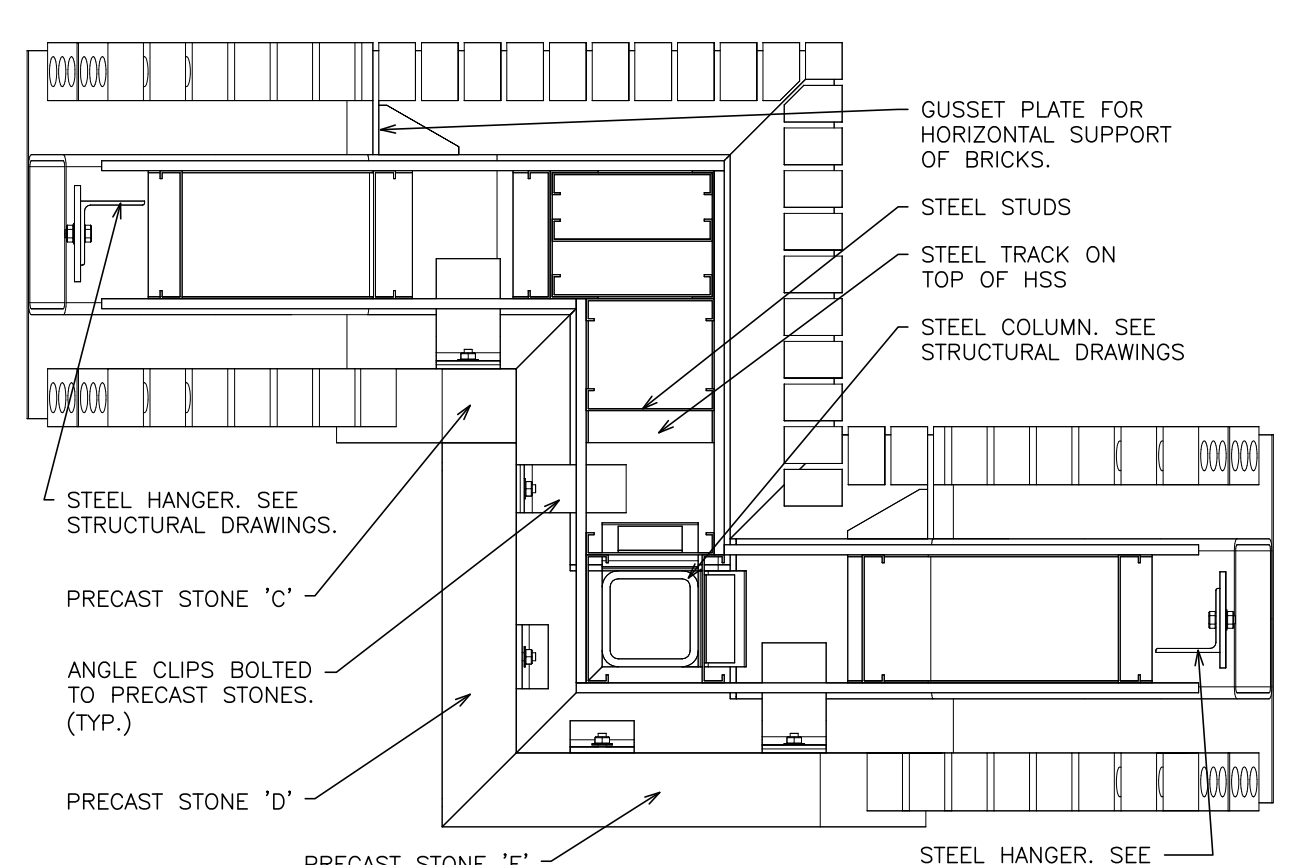 GUSSET PLATE FOR
HORIZONTAL SUPPORT
OF BRICKS.
STEEL STUDS
STEEL TRACK ON
TOP OF HSS
STEEL COLUMN. SEE
STRUCTURAL DRAWINGS
STEEL HANGER. SEE
STRUCTURAL DRAWINGS.
PRECAST STONE 'C'
ANGLE CLIPS BOLTED
TO PRECAST STONES.
(TYP.)
PRECAST STONE 'D'
PRECAST STONE
STEEL HANGER. SEE